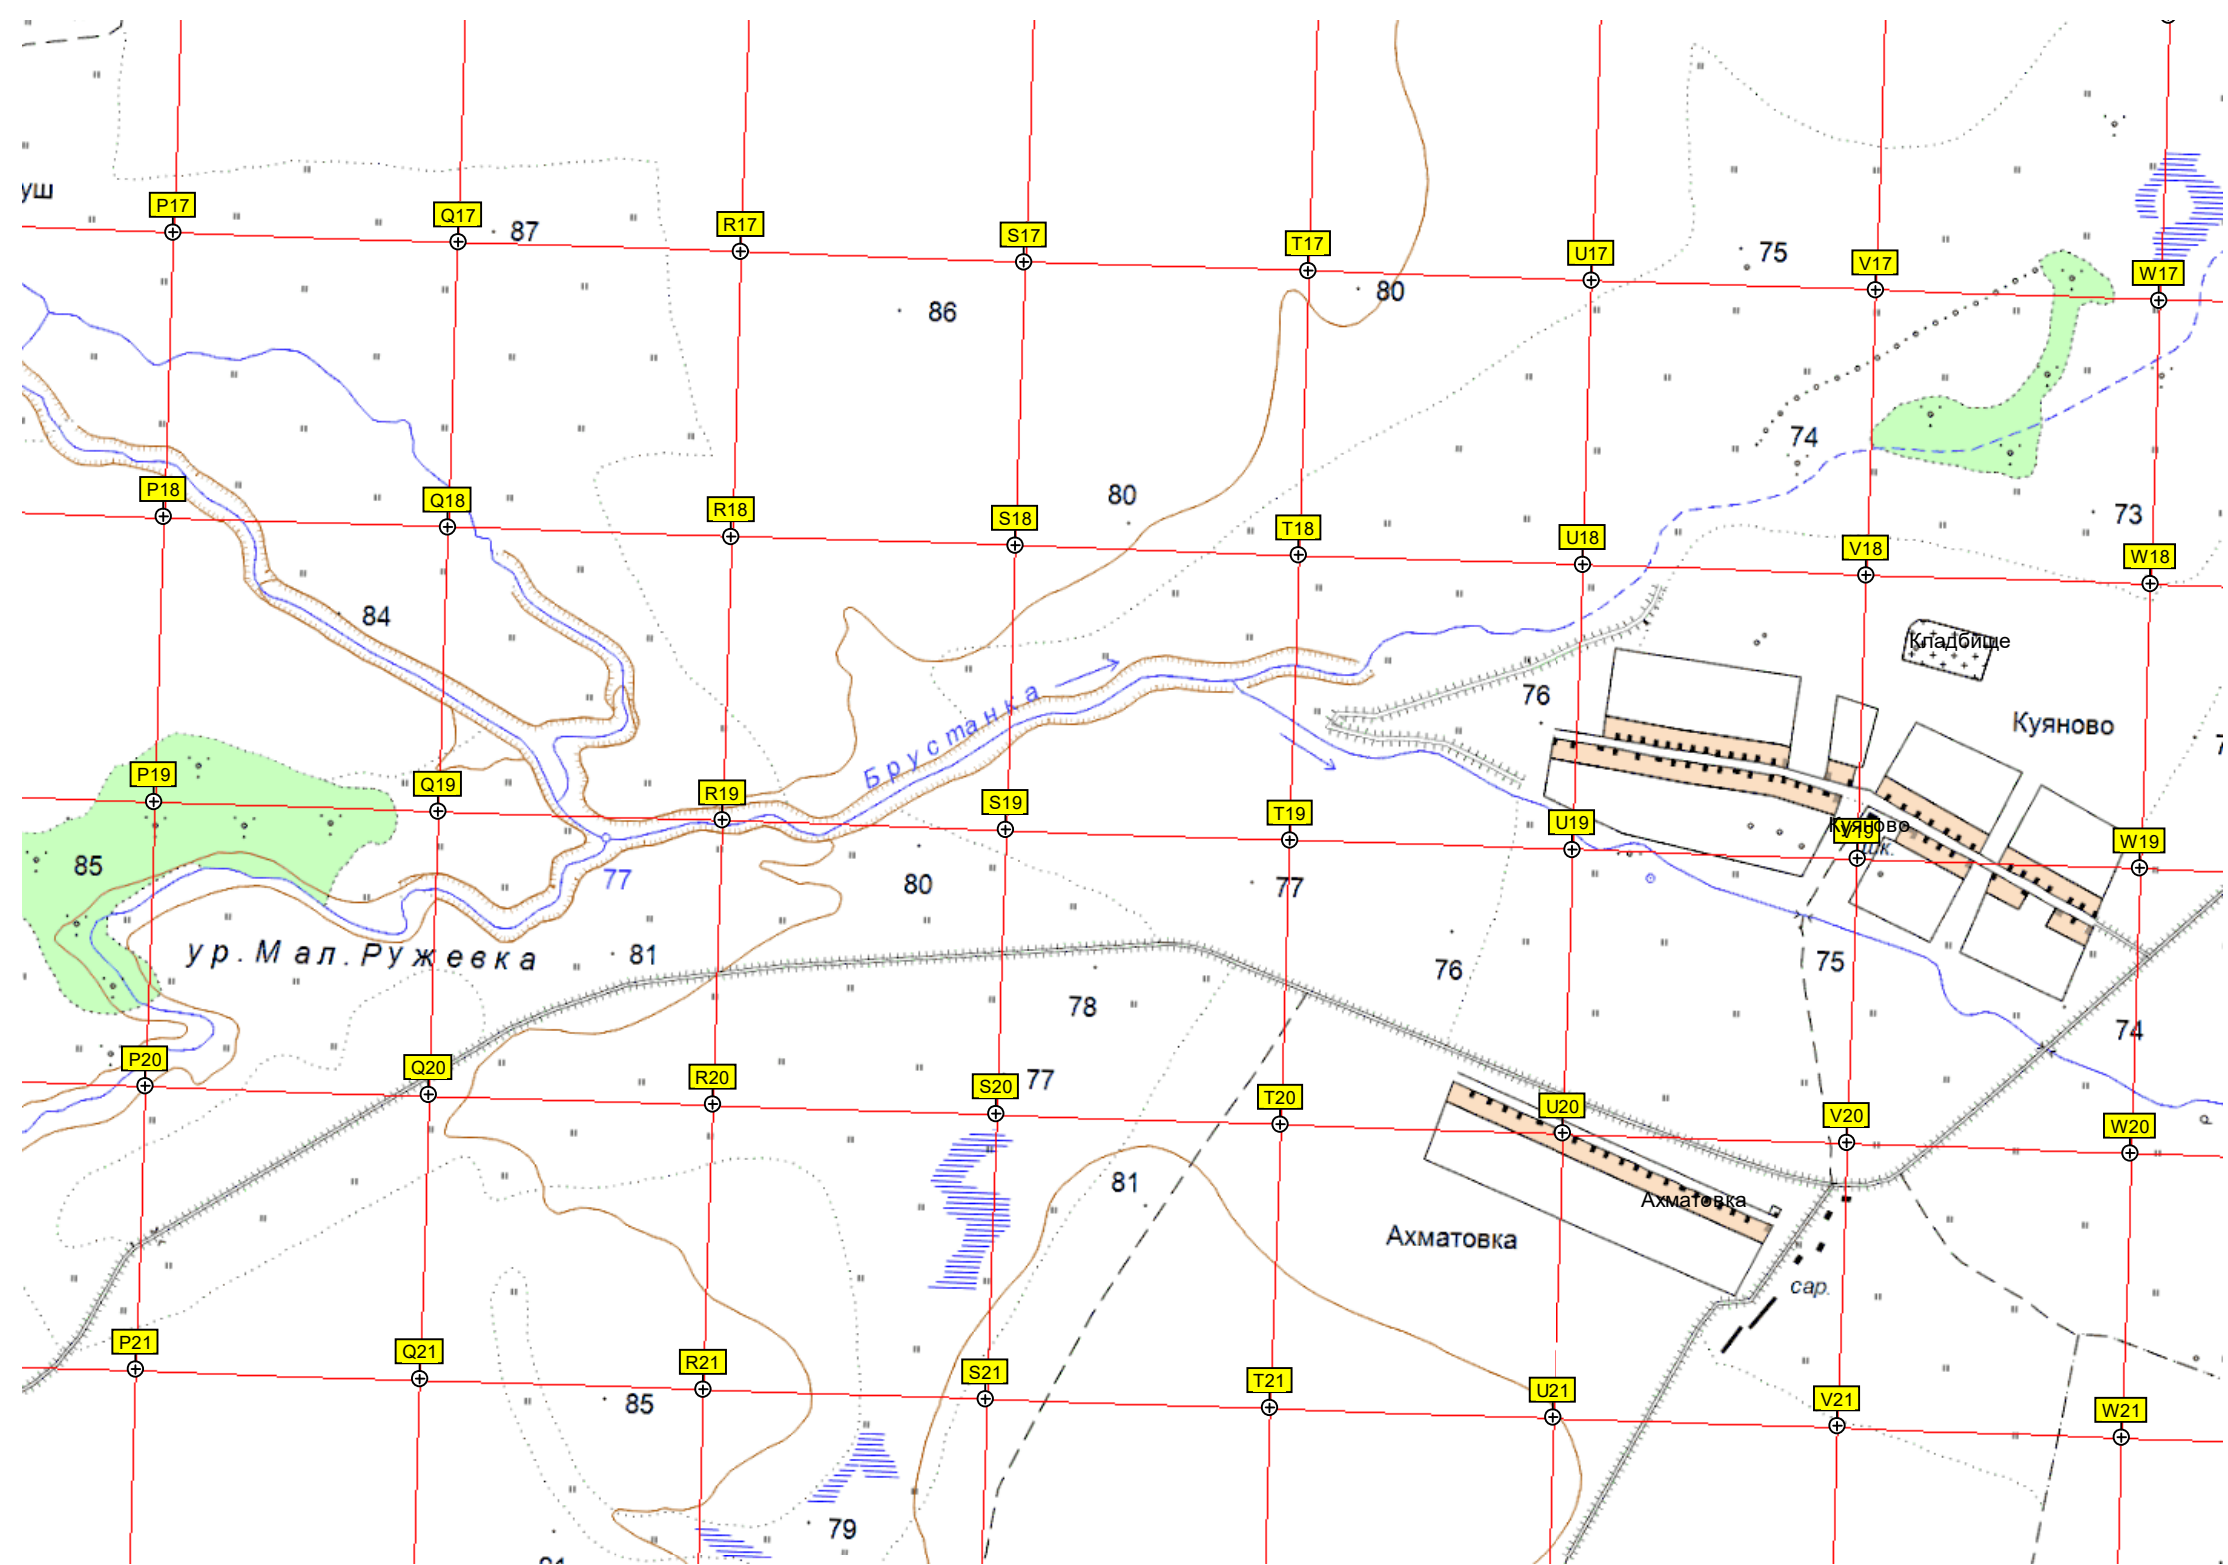 уш
P17
Q17
87
R17
S17
T17
U17
75
V17
W17
80
86
74
P18
Q18
R18
S18
80
T18
U18
V18
73
W18
84
Кладбище
76
Куяново
Брустанка
P19
Q19
R19
S19
T19
U19
Куяново
V19
шк.
W19
85
77
80
77
ур. Мал. Ружевка
81
76
75
78
74
P20
Q20
R20
S20
77
T20
U20
V20
W20
81
Ахматовка
Ахматовка
сар.
P21
Q21
R21
S21
T21
U21
V21
W21
85
79